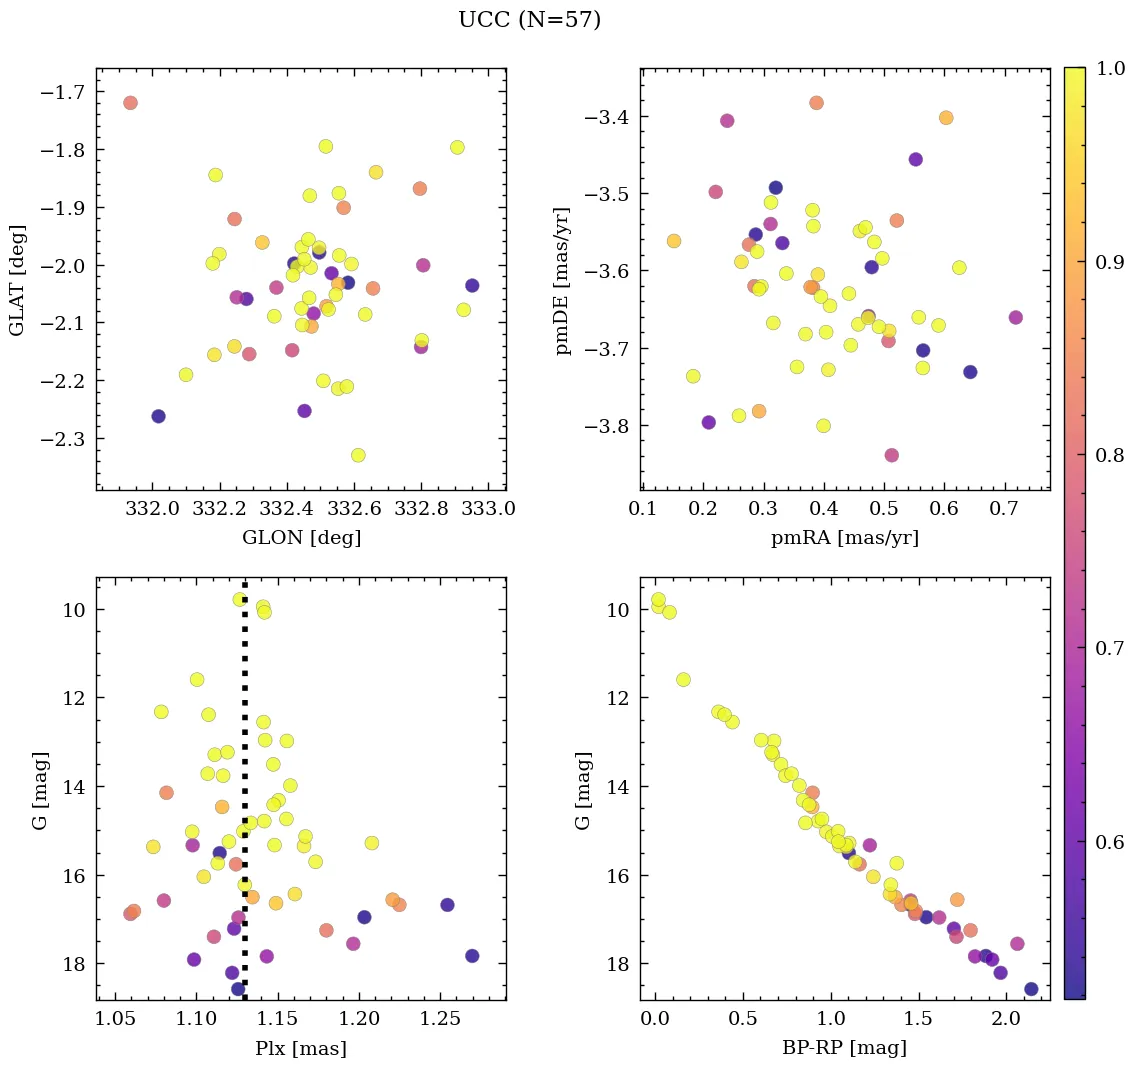 UCC (N=57)
−1.7
−1.8
−1.9
−2.0
−2.1
−2.2
−2.3
GLAT [deg]
332.0 332.2 332.4 332.6 332.8 333.0
GLON [deg]
−3.4
−3.5
−3.6
−3.7
−3.8
pmDE [mas/yr]
0.1 0.2 0.3 0.4 0.5 0.6 0.7
pmRA [mas/yr]
1.0
0.9
0.8
0.7
0.6
10
12
14
16
18
G [mag]
1.05 1.10 1.15 1.20 1.25
Plx [mas]
10
12
14
16
18
G [mag]
0.0 0.5 1.0 1.5 2.0
BP-RP [mag]